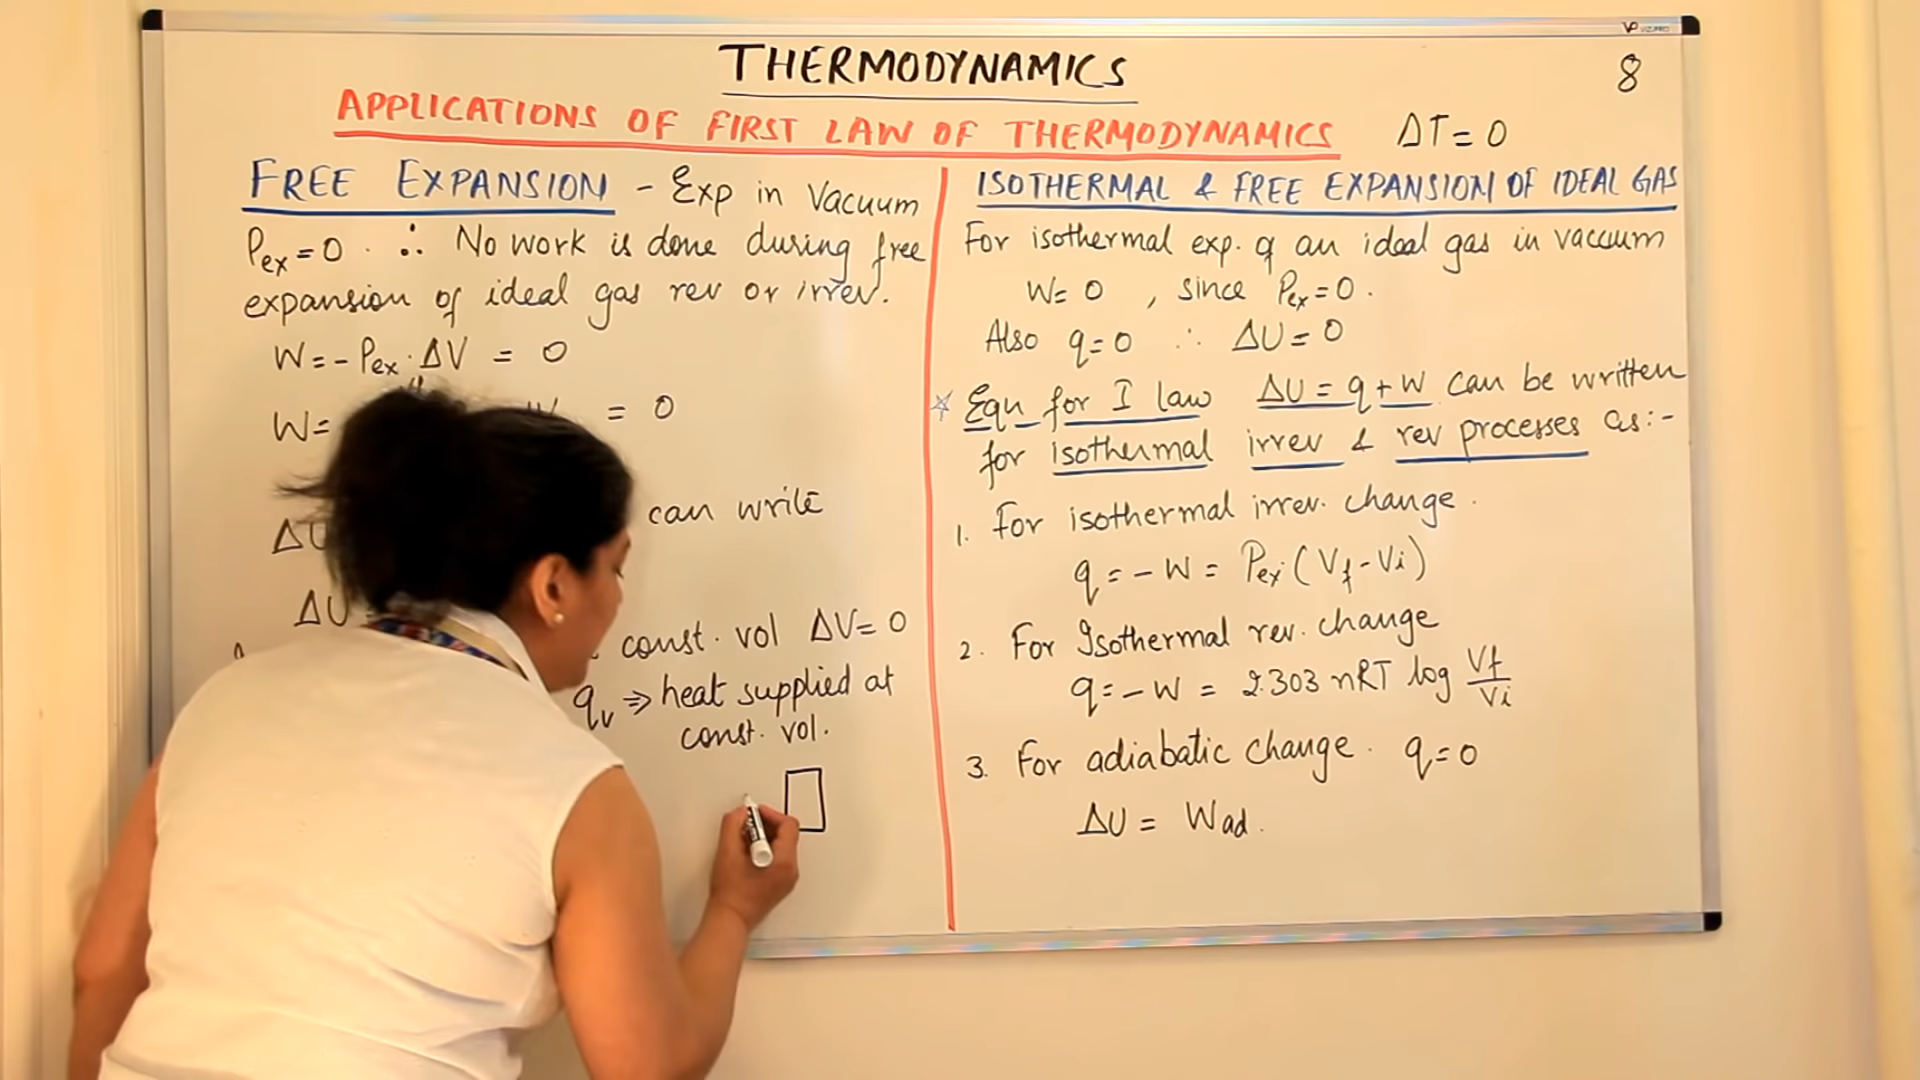 THERMODYNAMICS
8
APPLICATIONS OF FIRST LAW OF THERMODYNAMICS
ΔT = 0
FREE EXPANSION - Exp in Vacuum
Pex = 0 . ∴ No work is done during free
expansion of ideal gas rev or irrev.
W = - Pex . ΔV = 0
W = = 0
can write
ΔU
const. vol ΔV = 0
qv ⇒ heat supplied at
const. vol.
ISOTHERMAL & FREE EXPANSION OF IDEAL GAS
For isothermal exp. of an ideal gas in vaccum
W = 0 , since Pex = 0 .
Also q = 0 ∴ ΔU = 0
☆ Eqn for I law ΔU = q + W can be written
for isothermal irrev & rev processes as:-
1. For isothermal irrev. change .
q = - W = Pex (Vf - Vi)
2. For Isothermal rev. change
q = - W = 2.303 nRT log Vf/Vi
3. For adiabatic change . q = 0
ΔU = Wad .